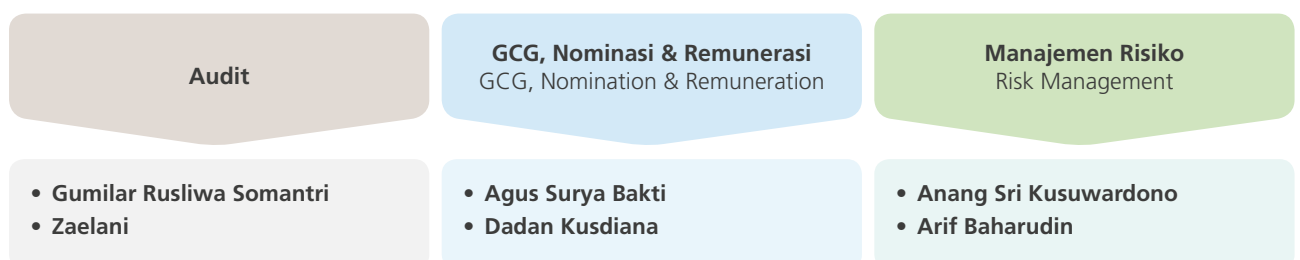 Audit
GCG, Nominasi & Remunerasi
GCG, Nomination & Remuneration
Manajemen Risiko
Risk Management
• Gumilar Rusliwa Somantri
• Zaelani
• Agus Surya Bakti
• Dadan Kusdiana
• Anang Sri Kusuwardono
• Arif Baharudin